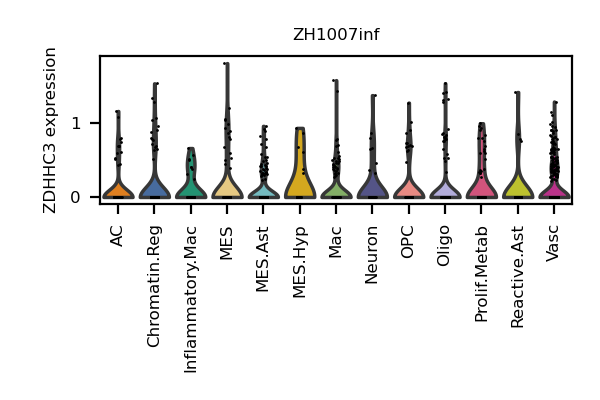 ZH1007inf
ZDHHC3 expression
1
0
AC
Chromatin.Reg
Inflammatory.Mac
MES
MES.Ast
MES.Hyp
Mac
Neuron
OPC
Oligo
Prolif.Metab
Reactive.Ast
Vasc